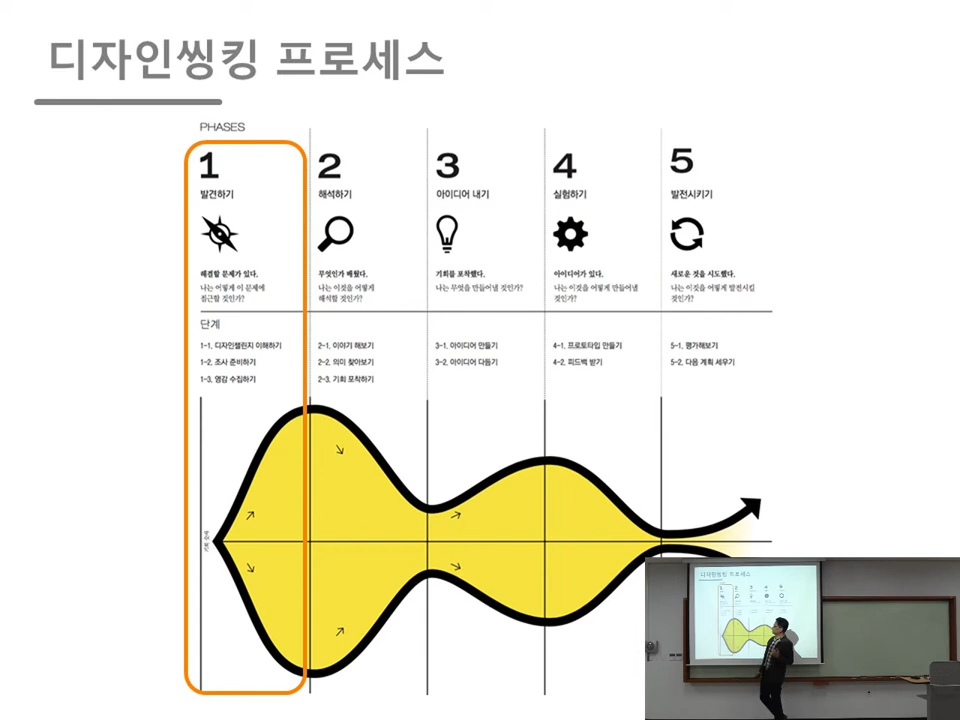 디자인씽킹 프로세스
PHASES
1
발견하기
해결할 문제가 있다.
나는 어떻게 이 문제에
접근할 것인가?
2
해석하기
무엇인가 배웠다.
나는 이것을 어떻게
해석할 것인가?
3
아이디어 내기
기회를 포착했다.
나는 무엇을 만들어낼 것인가?
4
실험하기
아이디어가 있다.
나는 이것을 어떻게 만들어낼
것인가?
5
발전시키기
새로운 것을 시도했다.
나는 이것을 어떻게 발전시킬
것인가?
단계
1-1. 디자인챌린지 이해하기
1-2. 조사 준비하기
1-3. 영감 수집하기
2-1. 이야기 해보기
2-2. 의미 찾아보기
2-3. 기회 포착하기
3-1. 아이디어 만들기
3-2. 아이디어 다듬기
4-1. 프로토타입 만들기
4-2. 피드백 받기
5-1. 평가해보기
5-2. 다음 계획 세우기
디자인씽킹 프로세스